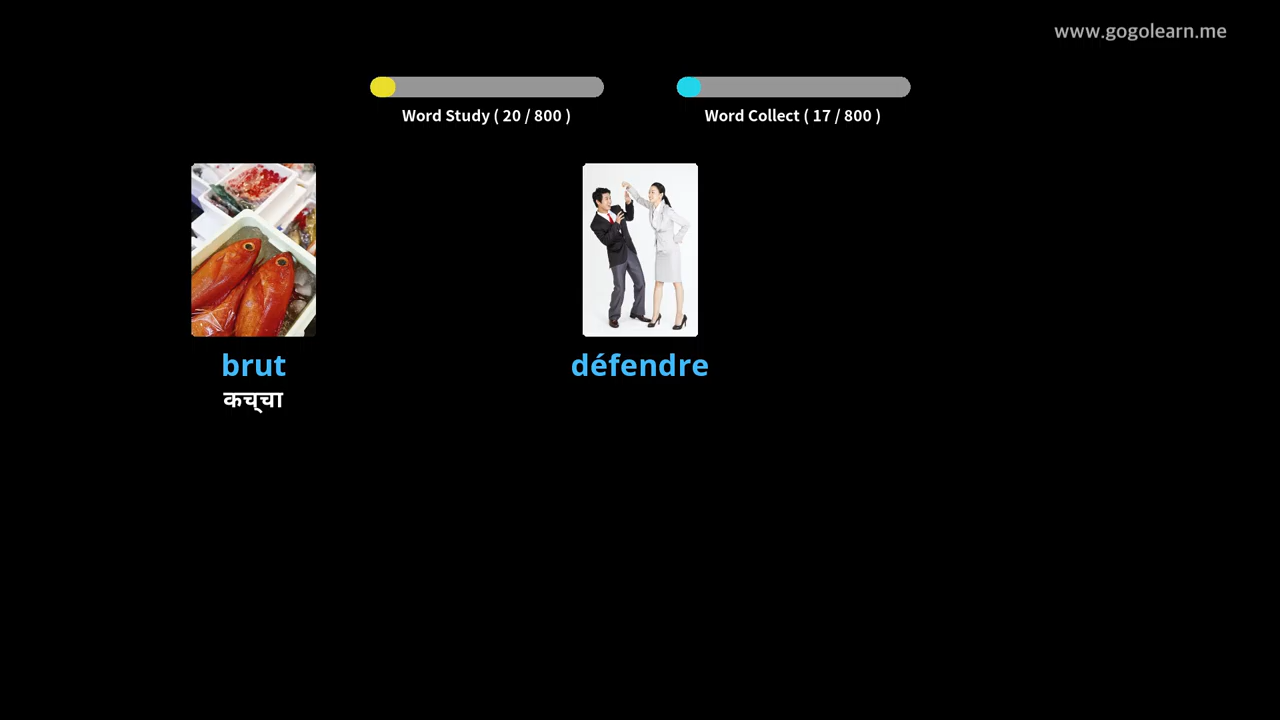 www.gogolearn.me
Word Study ( 20 / 800 )
Word Collect ( 17 / 800 )
brut
défendre
कच्चा